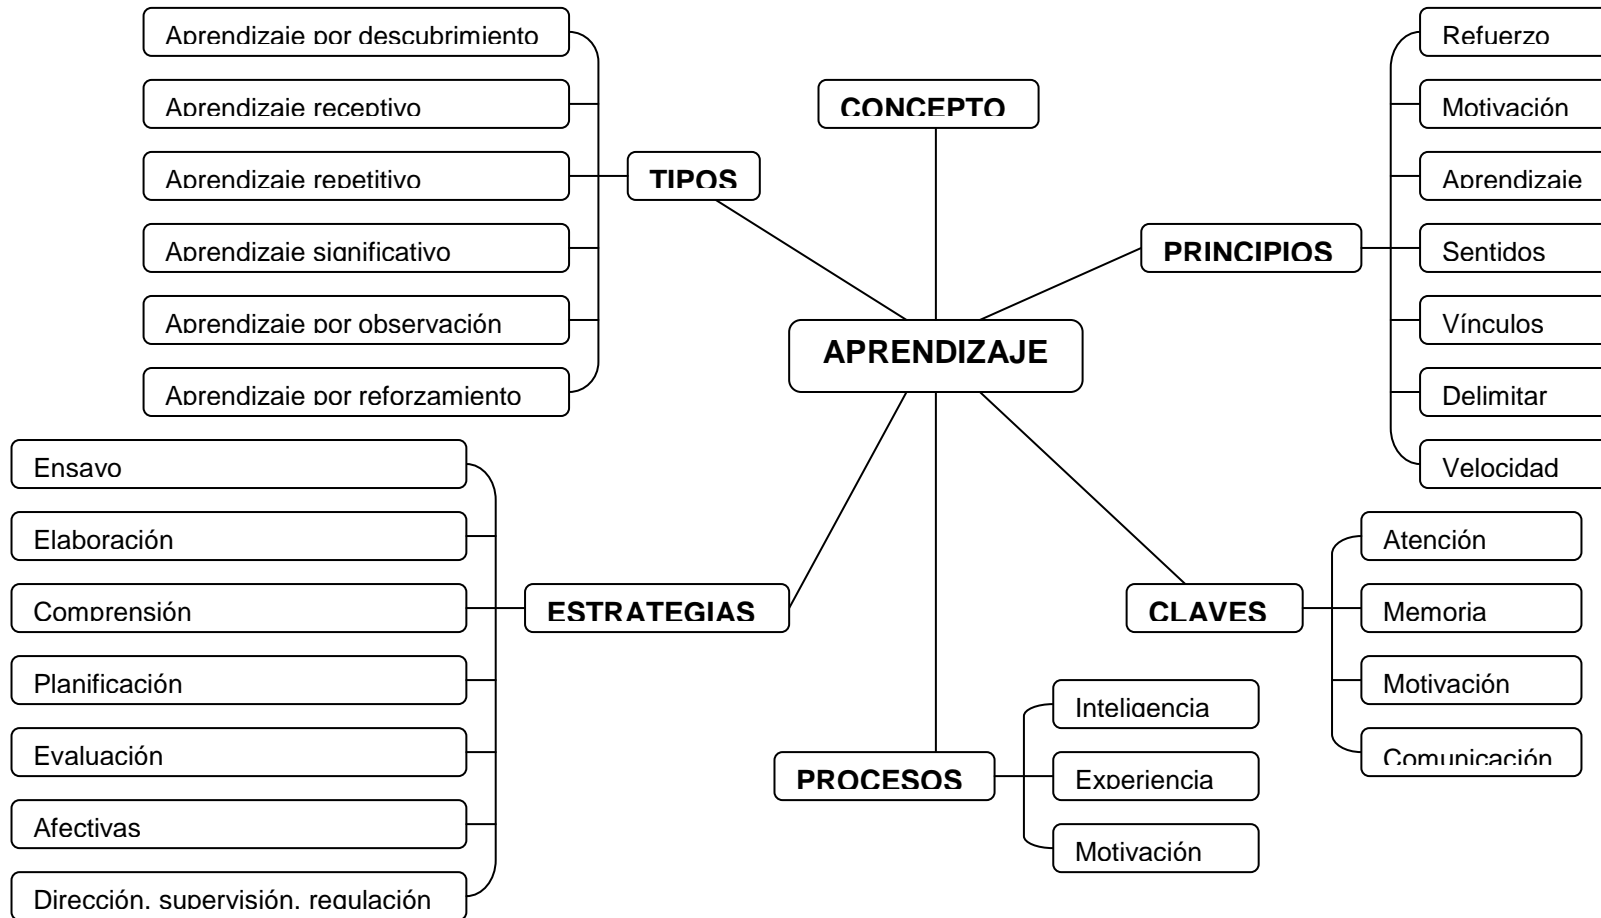 Aprendizaje por descubrimiento
Aprendizaje receptivo
Aprendizaje repetitivo
Aprendizaje significativo
Aprendizaje por observación
Aprendizaje por reforzamiento
TIPOS
CONCEPTO
PRINCIPIOS
Refuerzo
Motivación
Aprendizaje
Sentidos
Vínculos
Delimitar
Velocidad
APRENDIZAJE
Ensayo
Elaboración
Comprensión
Planificación
Evaluación
Afectivas
Dirección, supervisión, regulación
ESTRATEGIAS
CLAVES
Atención
Memoria
Motivación
Comunicación
PROCESOS
Inteligencia
Experiencia
Motivación